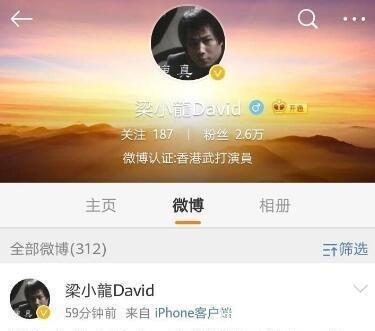 梁小龍David 开通
关注 187 | 粉丝 2.6万
微博认证:香港武打演員
主页 微博 相册
全部微博(312) 筛选
梁小龍David
59分钟前 来自 iPhone客户端